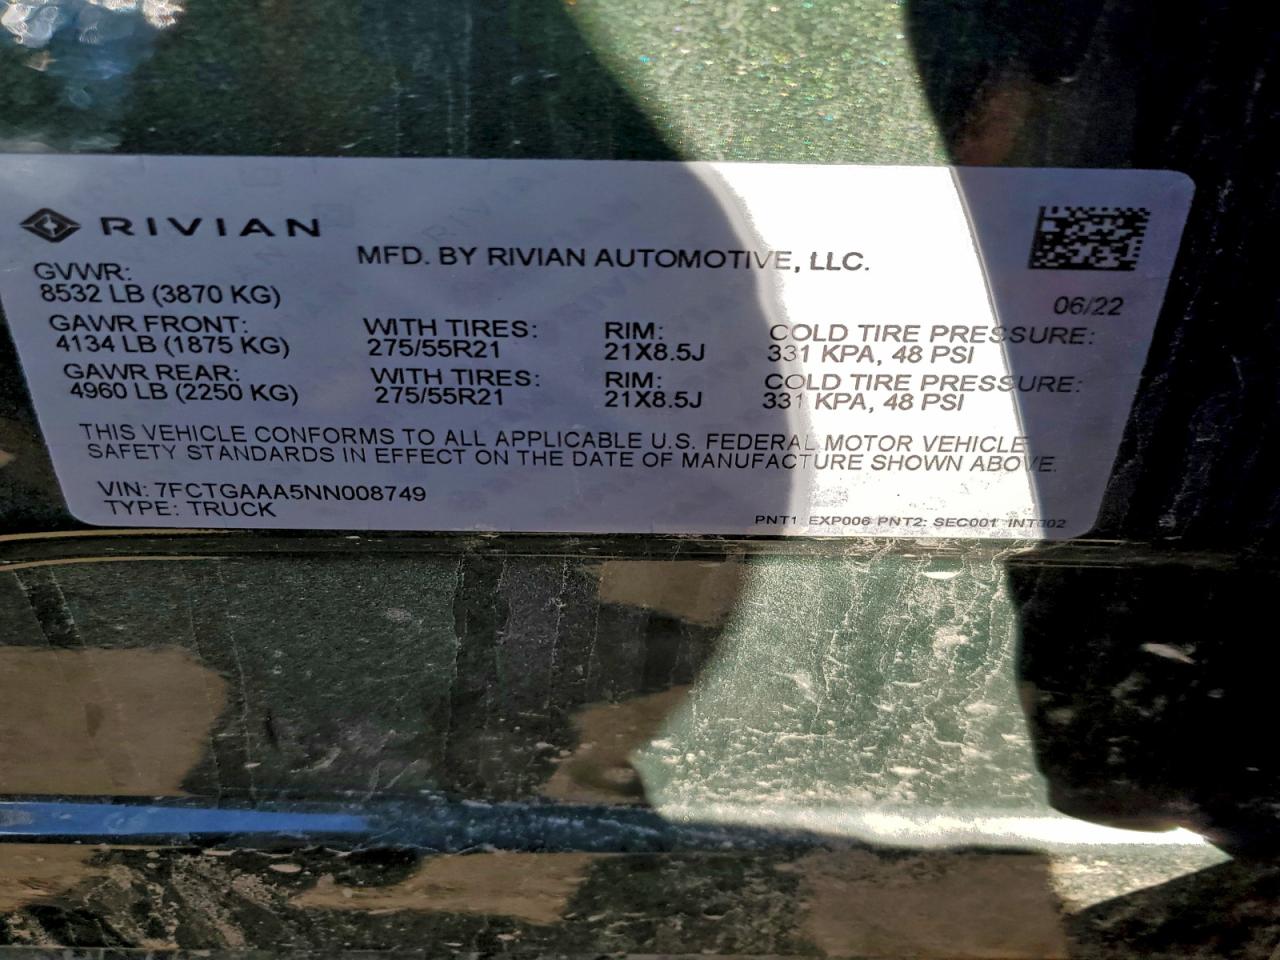 RIVIAN
MFD. BY RIVIAN AUTOMOTIVE, LLC.
GVWR:
8532 LB (3870 KG)
06/22
GAWR FRONT: WITH TIRES: RIM: COLD TIRE PRESSURE:
4134 LB (1875 KG) 275/55R21 21X8.5J 331 KPA, 48 PSI
GAWR REAR: WITH TIRES: RIM: COLD TIRE PRESSURE:
4960 LB (2250 KG) 275/55R21 21X8.5J 331 KPA, 48 PSI
THIS VEHICLE CONFORMS TO ALL APPLICABLE U.S. FEDERAL MOTOR VEHICLE
SAFETY STANDARDS IN EFFECT ON THE DATE OF MANUFACTURE SHOWN ABOVE.
VIN: 7FCTGAAA5NN008749
TYPE: TRUCK
PNT1: EXP006 PNT2: SEC001 INT002